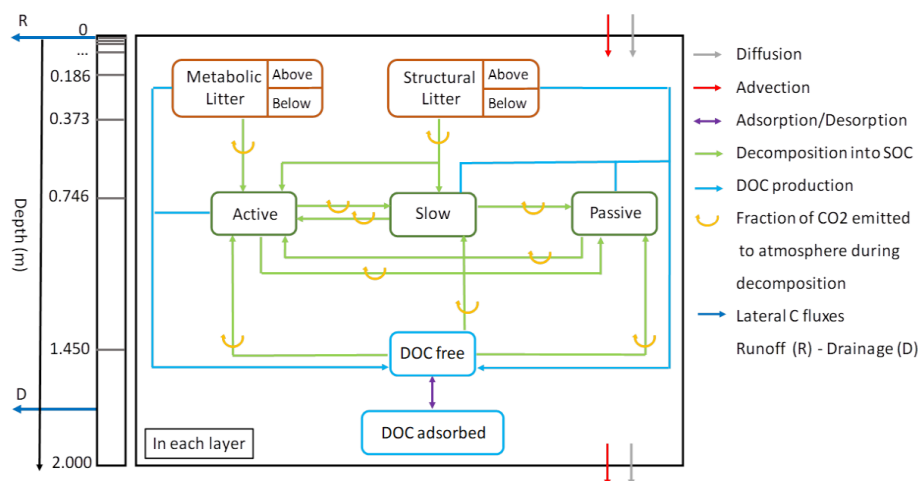 R
0
...
0.186
0.373
0.746
1.450
D
2.000
Depth (m)
Metabolic
Litter
Above
Below
Structural
Litter
Above
Below
Active
Slow
Passive
DOC free
DOC adsorbed
In each layer
Diffusion
Advection
Adsorption/Desorption
Decomposition into SOC
DOC production
Fraction of CO2 emitted
to atmosphere during
decomposition
Lateral C fluxes
Runoff (R) - Drainage (D)